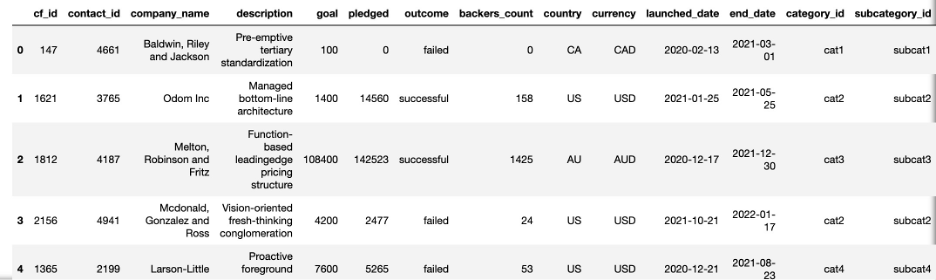 cf_id contact_id company_name description goal pledged outcome backers_count country currency launched_date end_date category_id subcategory_id
0 147 4661 Baldwin, Riley and Jackson Pre-emptive tertiary standardization 100 0 failed 0 CA CAD 2020-02-13 2021-03-01 cat1 subcat1
1 1621 3765 Odom Inc Managed bottom-line architecture 1400 14560 successful 158 US USD 2021-01-25 2021-05-25 cat2 subcat2
2 1812 4187 Melton, Robinson and Fritz Function-based leadingedge pricing structure 108400 142523 successful 1425 AU AUD 2020-12-17 2021-12-30 cat3 subcat3
3 2156 4941 Mcdonald, Gonzalez and Ross Vision-oriented fresh-thinking conglomeration 4200 2477 failed 24 US USD 2021-10-21 2022-01-17 cat2 subcat2
4 1365 2199 Larson-Little Proactive foreground 7600 5265 failed 53 US USD 2020-12-21 2021-08-23 cat4 subcat4